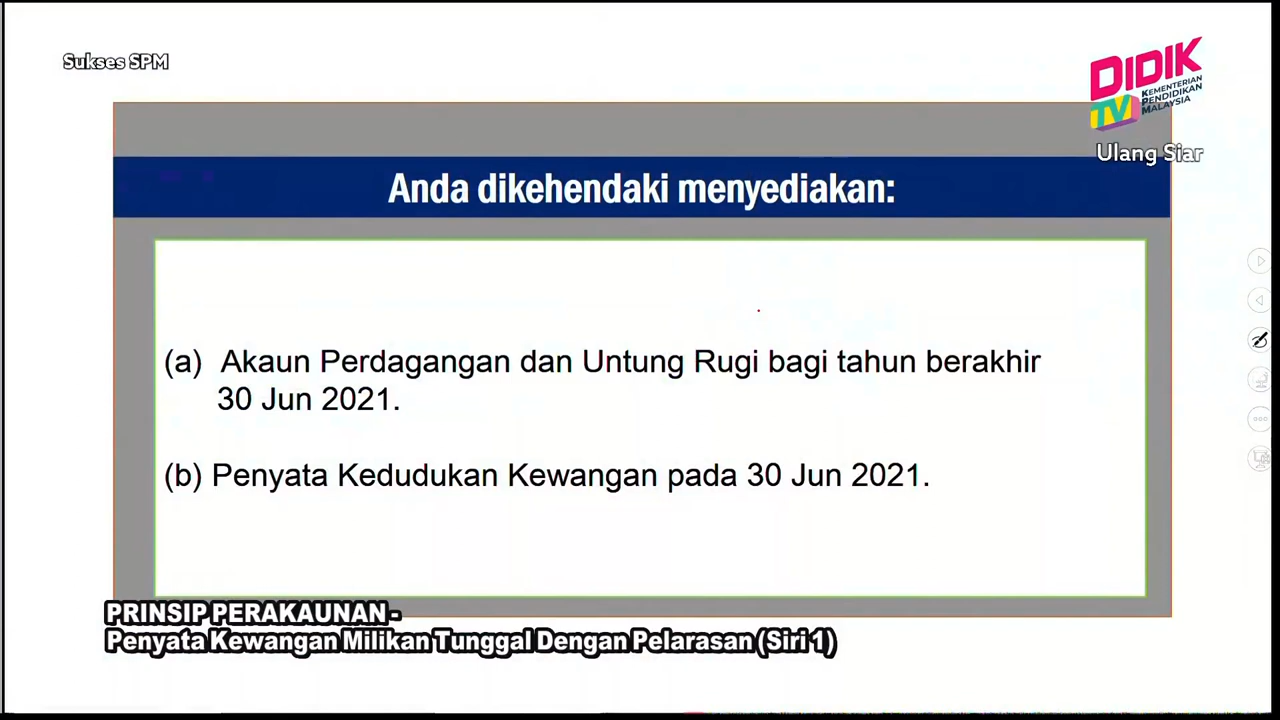 Sukses SPM
DIDIK
TV
KEMENTERIAN
PENDIDIKAN
MALAYSIA
Ulang Siar
Anda dikehendaki menyediakan:
(a) Akaun Perdagangan dan Untung Rugi bagi tahun berakhir
30 Jun 2021.
(b) Penyata Kedudukan Kewangan pada 30 Jun 2021.
PRINSIP PERAKAUNAN -
Penyata Kewangan Milikan Tunggal Dengan Pelarasan (Siri 1)